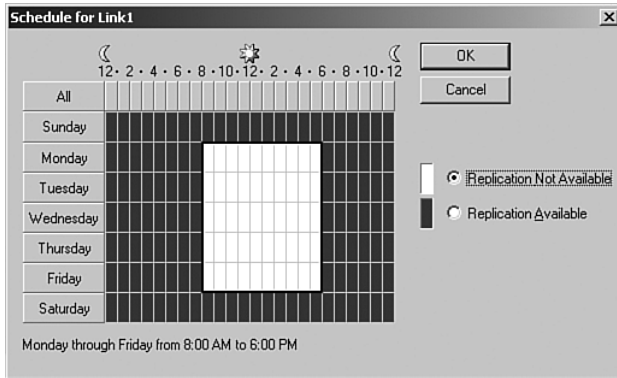 Schedule for Link1
12 · 2 · 4 · 6 · 8 · 10 · 12 · 2 · 4 · 6 · 8 · 10 · 12
All
Sunday
Monday
Tuesday
Wednesday
Thursday
Friday
Saturday
OK
Cancel
Replication Not Available
Replication Available
Monday through Friday from 8:00 AM to 6:00 PM